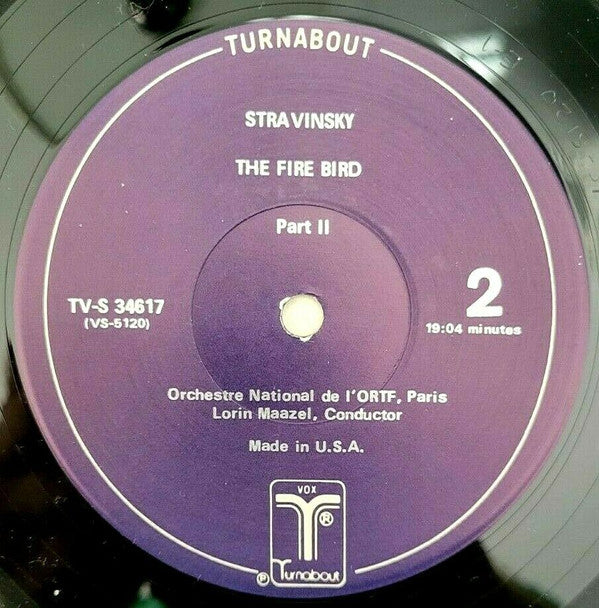 TURNABOUT
STRAVINSKY
THE FIRE BIRD
Part II
TV-S 34617
(VS-5120)
2
19:04 minutes
Orchestre National de l'ORTF, Paris
Lorin Maazel, Conductor
Made in U.S.A.
VOX
T®
℗ Turnabout